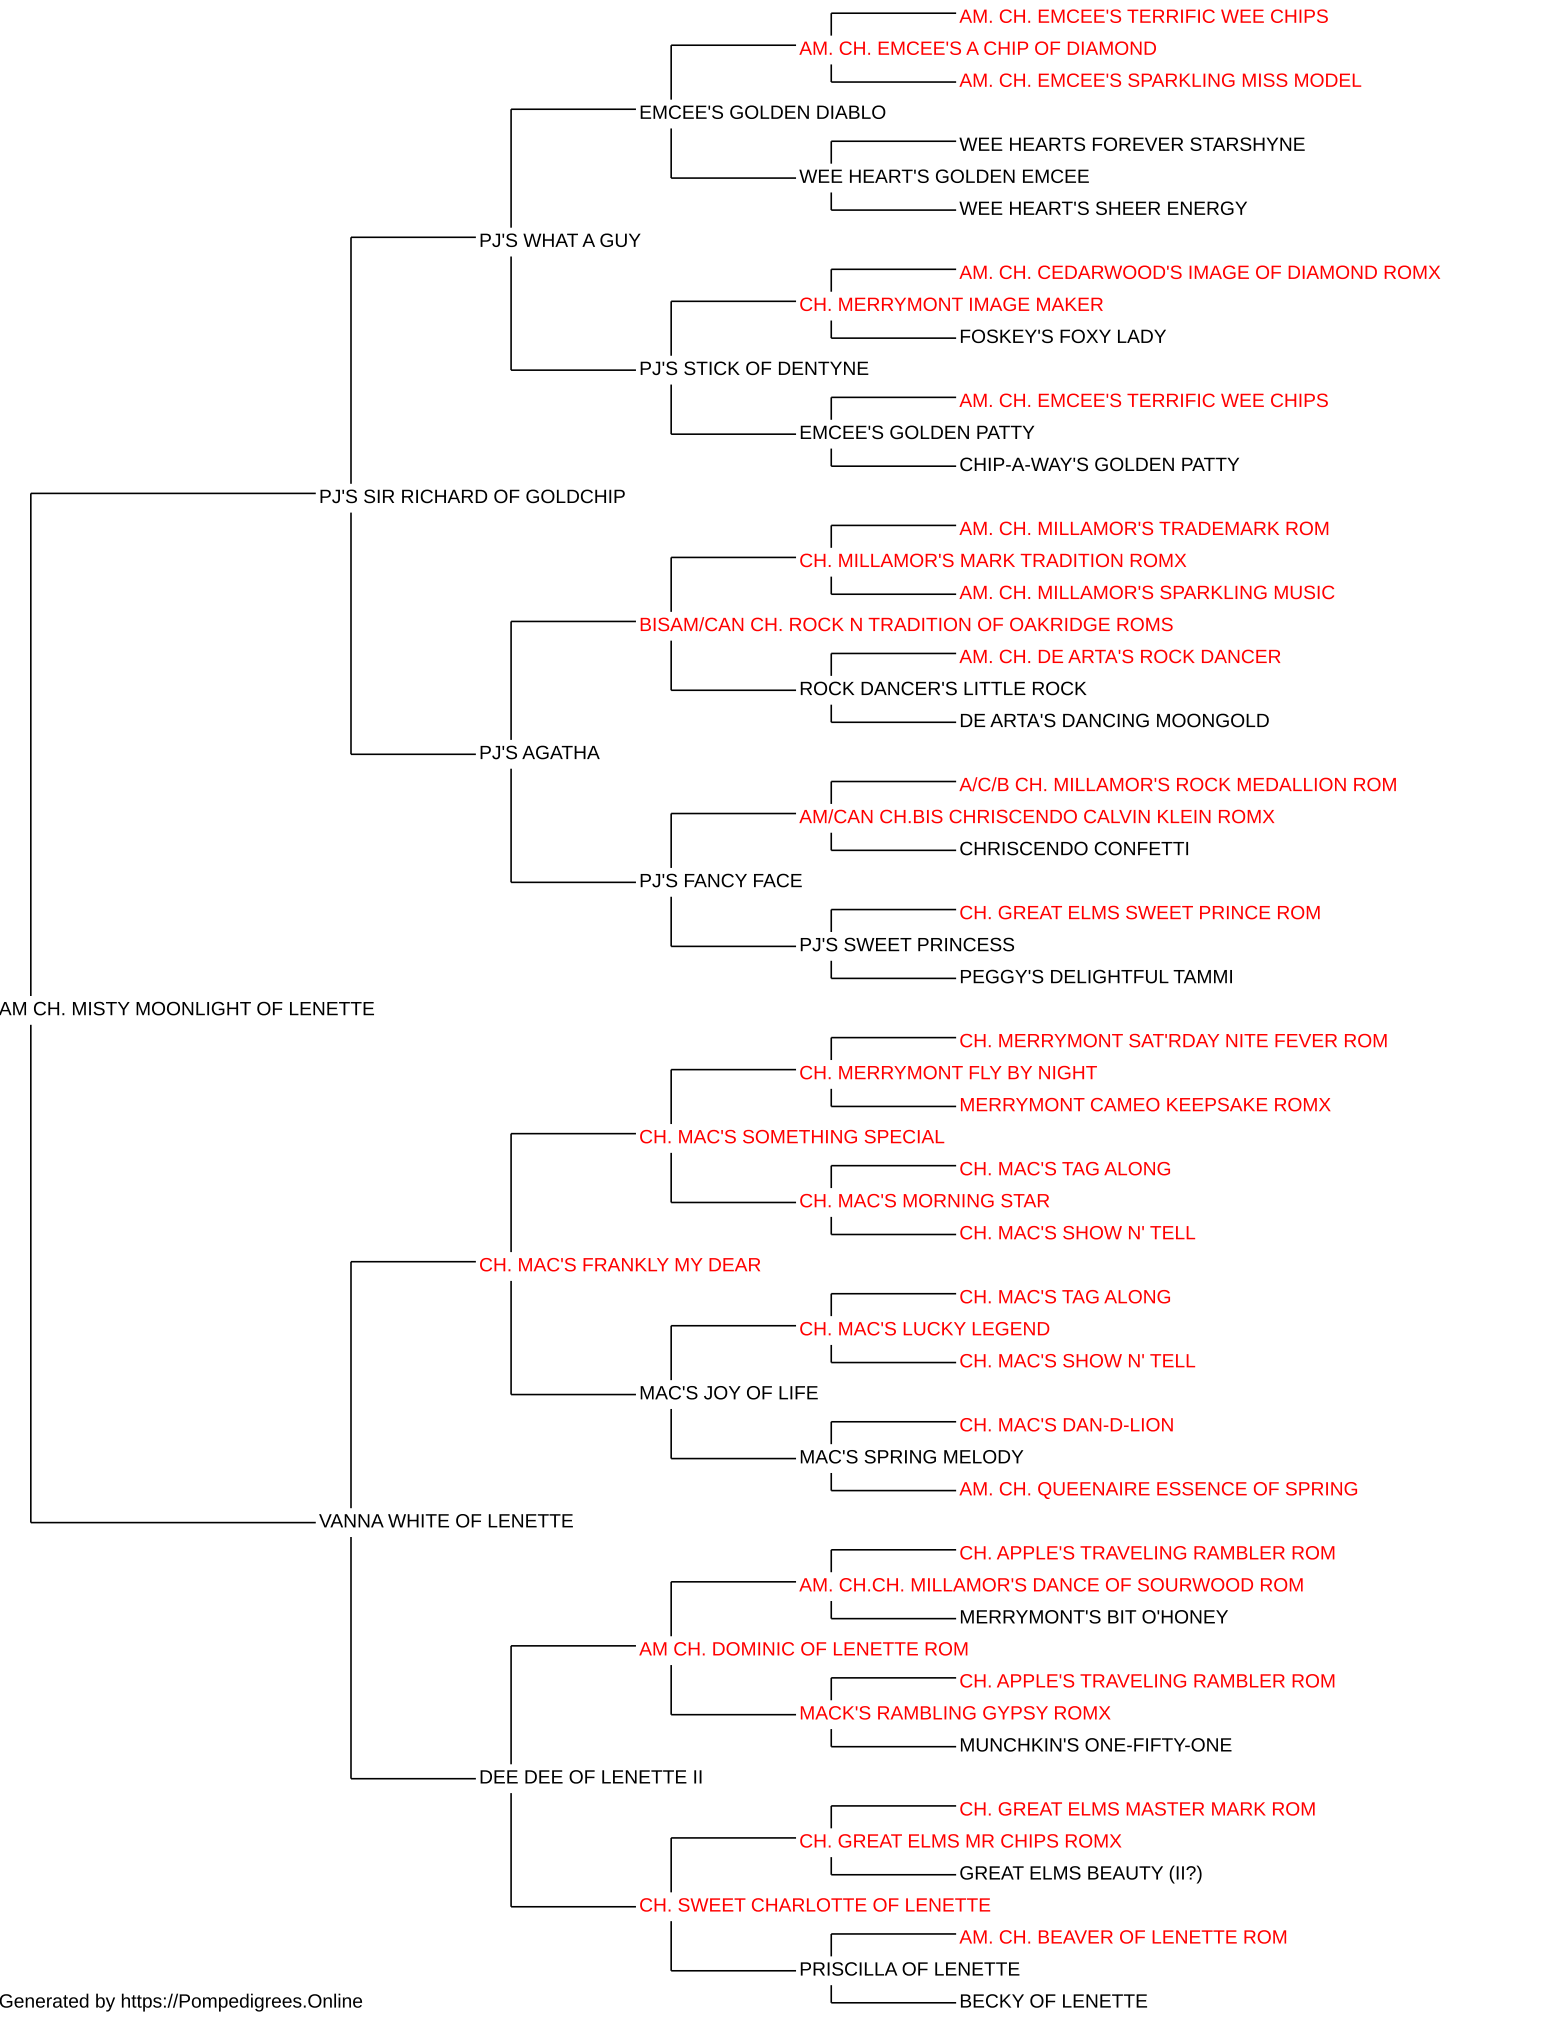 AM. CH. EMCEE'S TERRIFIC WEE CHIPS
AM. CH. EMCEE'S A CHIP OF DIAMOND
AM. CH. EMCEE'S SPARKLING MISS MODEL
EMCEE'S GOLDEN DIABLO
WEE HEARTS FOREVER STARSHYNE
WEE HEART'S GOLDEN EMCEE
WEE HEART'S SHEER ENERGY
PJ'S WHAT A GUY
AM. CH. CEDARWOOD'S IMAGE OF DIAMOND ROMX
CH. MERRYMONT IMAGE MAKER
FOSKEY'S FOXY LADY
PJ'S STICK OF DENTYNE
AM. CH. EMCEE'S TERRIFIC WEE CHIPS
EMCEE'S GOLDEN PATTY
CHIP-A-WAY'S GOLDEN PATTY
PJ'S SIR RICHARD OF GOLDCHIP
AM. CH. MILLAMOR'S TRADEMARK ROM
CH. MILLAMOR'S MARK TRADITION ROMX
AM. CH. MILLAMOR'S SPARKLING MUSIC
BISAM/CAN CH. ROCK N TRADITION OF OAKRIDGE ROMS
AM. CH. DE ARTA'S ROCK DANCER
ROCK DANCER'S LITTLE ROCK
DE ARTA'S DANCING MOONGOLD
PJ'S AGATHA
A/C/B CH. MILLAMOR'S ROCK MEDALLION ROM
AM/CAN CH.BIS CHRISCENDO CALVIN KLEIN ROMX
CHRISCENDO CONFETTI
PJ'S FANCY FACE
CH. GREAT ELMS SWEET PRINCE ROM
PJ'S SWEET PRINCESS
PEGGY'S DELIGHTFUL TAMMI
AM CH. MISTY MOONLIGHT OF LENETTE
CH. MERRYMONT SAT'RDAY NITE FEVER ROM
CH. MERRYMONT FLY BY NIGHT
MERRYMONT CAMEO KEEPSAKE ROMX
CH. MAC'S SOMETHING SPECIAL
CH. MAC'S TAG ALONG
CH. MAC'S MORNING STAR
CH. MAC'S SHOW N' TELL
CH. MAC'S FRANKLY MY DEAR
CH. MAC'S TAG ALONG
CH. MAC'S LUCKY LEGEND
CH. MAC'S SHOW N' TELL
MAC'S JOY OF LIFE
CH. MAC'S DAN-D-LION
MAC'S SPRING MELODY
AM. CH. QUEENAIRE ESSENCE OF SPRING
VANNA WHITE OF LENETTE
CH. APPLE'S TRAVELING RAMBLER ROM
AM. CH.CH. MILLAMOR'S DANCE OF SOURWOOD ROM
MERRYMONT'S BIT O'HONEY
AM CH. DOMINIC OF LENETTE ROM
CH. APPLE'S TRAVELING RAMBLER ROM
MACK'S RAMBLING GYPSY ROMX
MUNCHKIN'S ONE-FIFTY-ONE
DEE DEE OF LENETTE II
CH. GREAT ELMS MASTER MARK ROM
CH. GREAT ELMS MR CHIPS ROMX
GREAT ELMS BEAUTY (II?)
CH. SWEET CHARLOTTE OF LENETTE
AM. CH. BEAVER OF LENETTE ROM
PRISCILLA OF LENETTE
BECKY OF LENETTE
Generated by https://Pompedigrees.Online